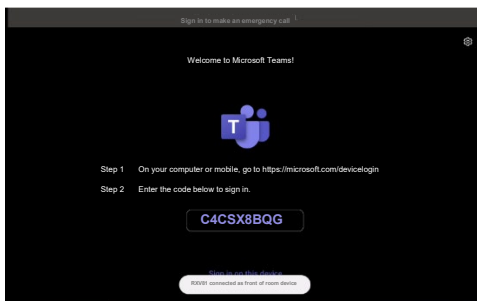 Sign in to make an emergency call
Welcome to Microsoft Teams!
T
Step 1 On your computer or mobile, go to https://microsoft.com/devicelogin
Step 2 Enter the code below to sign in.
C4CSX8BQG
Sign in on this device
RXV81 connected as front of room device